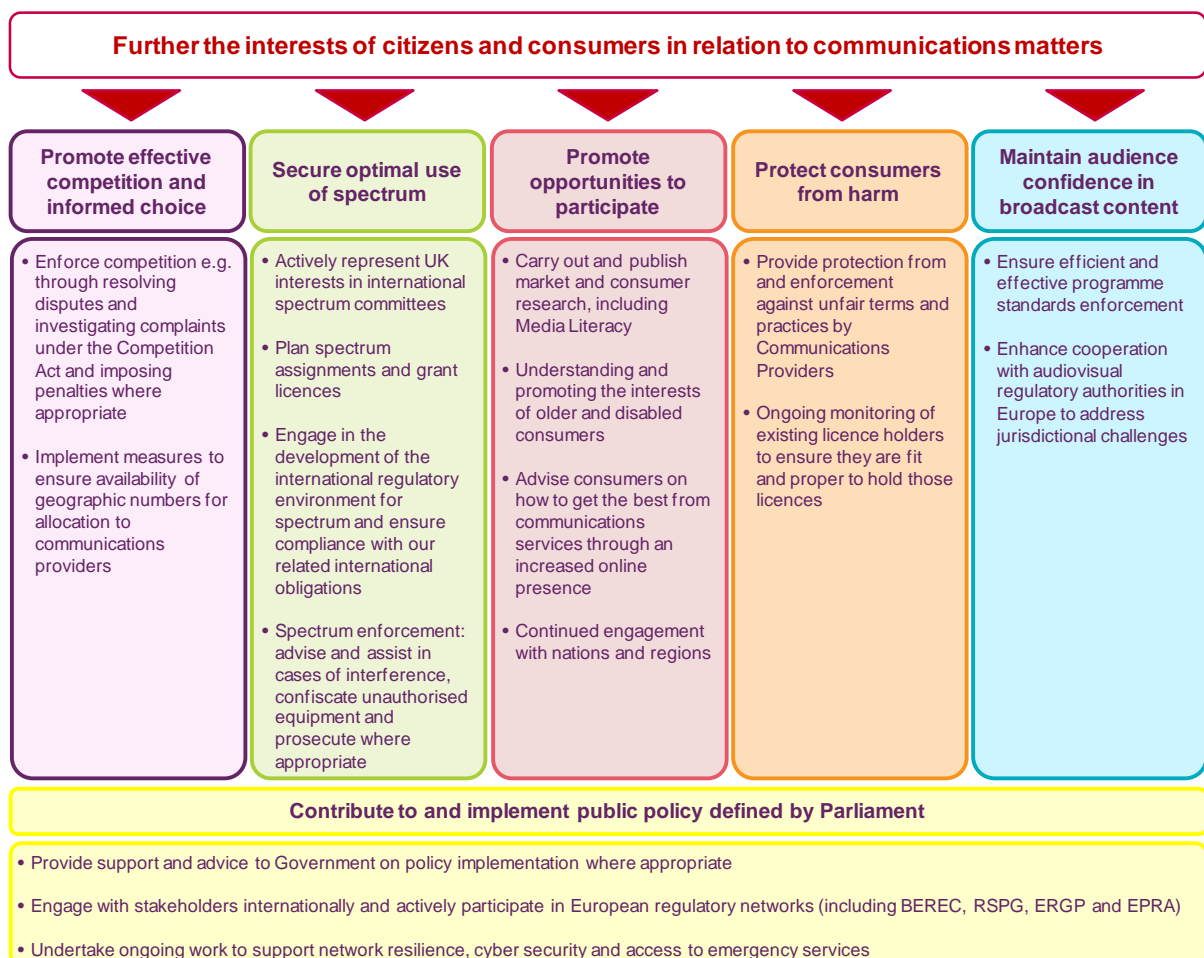 Further the interests of citizens and consumers in relation to communications matters
Promote effective
competition and
informed choice
• Enforce competition e.g.
through resolving
disputes and
investigating complaints
under the Competition
Act and imposing
penalties where
appropriate
• Implement measures to
ensure availability of
geographic numbers for
allocation to
communications
providers
Secure optimal use
of spectrum
• Actively represent UK
interests in international
spectrum committees
• Plan spectrum
assignments and grant
licences
• Engage in the
development of the
international regulatory
environment for
spectrum and ensure
compliance with our
related international
obligations
• Spectrum enforcement:
advise and assist in
cases of interference,
confiscate unauthorised
equipment and
prosecute where
appropriate
Promote
opportunities to
participate
• Carry out and publish
market and consumer
research, including
Media Literacy
• Understanding and
promoting the interests
of older and disabled
consumers
• Advise consumers on
how to get the best from
communications
services through an
increased online
presence
• Continued engagement
with nations and regions
Protect consumers
from harm
• Provide protection from
and enforcement
against unfair terms and
practices by
Communications
Providers
• Ongoing monitoring of
existing licence holders
to ensure they are fit
and proper to hold those
licences
Maintain audience
confidence in
broadcast content
• Ensure efficient and
effective programme
standards enforcement
• Enhance cooperation
with audiovisual
regulatory authorities in
Europe to address
jurisdictional challenges
Contribute to and implement public policy defined by Parliament
• Provide support and advice to Government on policy implementation where appropriate
• Engage with stakeholders internationally and actively participate in European regulatory networks (including BEREC, RSPG, ERGP and EPRA)
• Undertake ongoing work to support network resilience, cyber security and access to emergency services